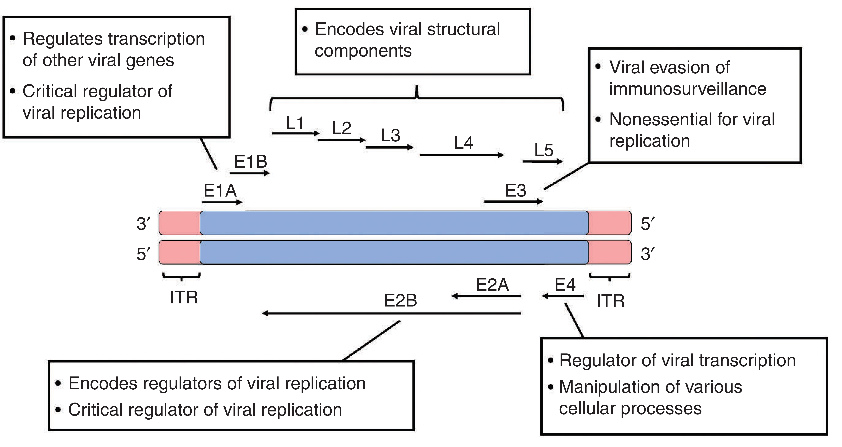 • Regulates transcription
of other viral genes
• Critical regulator of
viral replication
• Encodes viral structural
components
• Viral evasion of
immunosurveillance
• Nonessential for viral
replication
L1
L2
L3
L4
L5
E1B
E1A
E3
3′
5′
5′
3′
ITR
E2A
E4
ITR
E2B
• Encodes regulators of viral replication
• Critical regulator of viral replication
• Regulator of viral transcription
• Manipulation of various
cellular processes